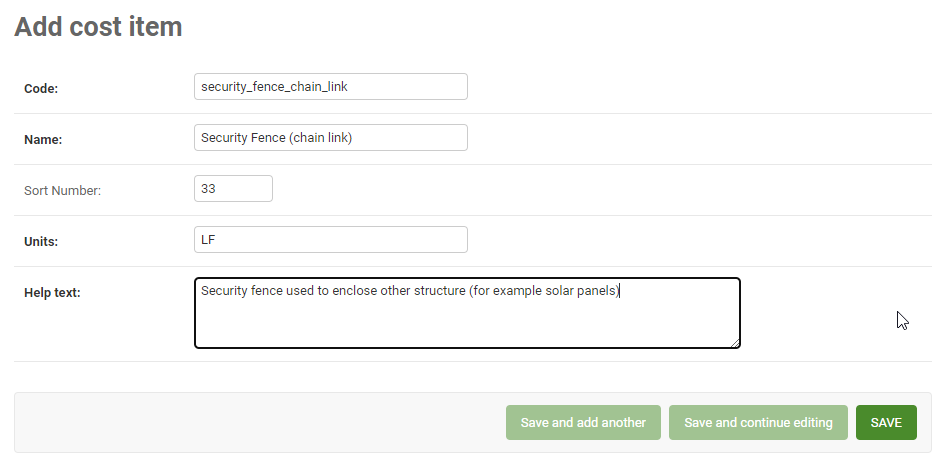 Add cost item
Code: security_fence_chain_link
Name: Security Fence (chain link)
Sort Number: 33
Units: LF
Help text: Security fence used to enclose other structure (for example solar panels)
Save and add another Save and continue editing SAVE